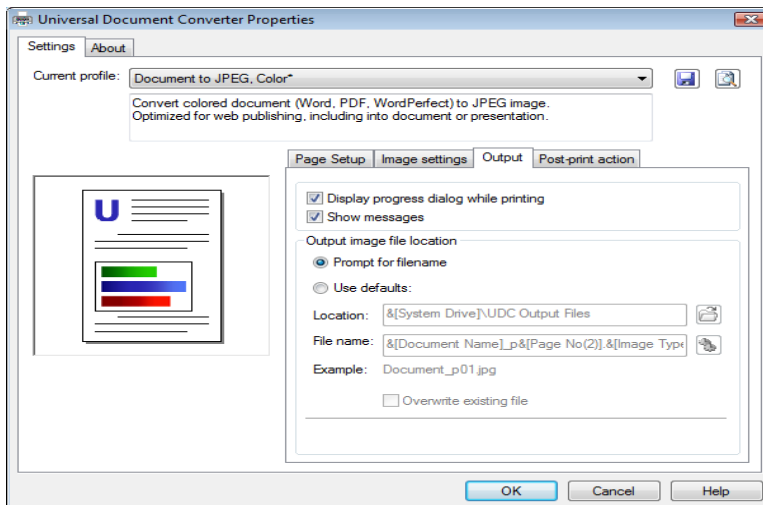 Universal Document Converter Properties
Settings
About
Current profile:
Document to JPEG, Color*
Convert colored document (Word, PDF, WordPerfect) to JPEG image.
Optimized for web publishing, including into document or presentation.
Page Setup
Image settings
Output
Post-print action
U
Display progress dialog while printing
Show messages
Output image file location
Prompt for filename
Use defaults:
Location:
&[System Drive]\UDC Output Files
File name:
&[Document Name]_p&[Page No(2)].&[Image Type
Example:
Document_p01.jpg
Overwrite existing file
OK
Cancel
Help